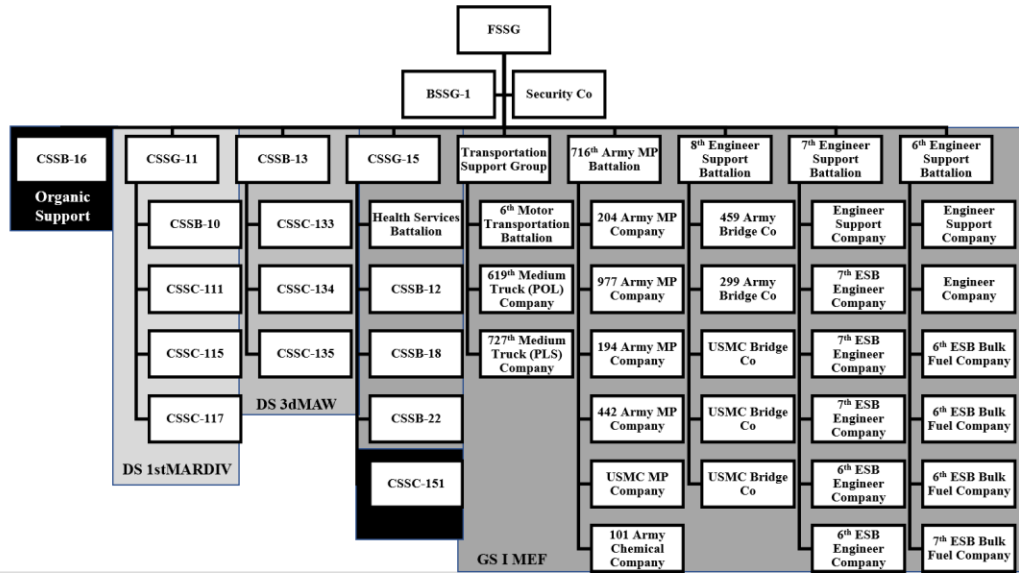 FSSG
BSSG-1
Security Co
CSSB-16
Organic
Support
CSSG-11
CSSB-10
CSSC-111
CSSC-115
CSSC-117
DS 1stMARDIV
CSSB-13
CSSC-133
CSSC-134
CSSC-135
DS 3dMAW
CSSG-15
Health Services
Battalion
CSSB-12
CSSB-18
CSSB-22
CSSC-151
Transportation
Support Group
6th Motor
Transportation
Battalion
619th Medium
Truck (POL)
Company
727th Medium
Truck (PLS)
Company
716th Army MP
Battalion
204 Army MP
Company
977 Army MP
Company
194 Army MP
Company
442 Army MP
Company
USMC MP
Company
101 Army
Chemical
Company
8th Engineer
Support
Battalion
459 Army
Bridge Co
299 Army
Bridge Co
USMC Bridge
Co
USMC Bridge
Co
USMC Bridge
Co
7th Engineer
Support
Battalion
Engineer
Support
Company
7th ESB
Engineer
Company
7th ESB
Engineer
Company
7th ESB
Engineer
Company
6th ESB
Engineer
Company
6th ESB
Engineer
Company
6th Engineer
Support
Battalion
Engineer
Support
Company
Engineer
Company
6th ESB Bulk
Fuel Company
6th ESB Bulk
Fuel Company
6th ESB Bulk
Fuel Company
7th ESB Bulk
Fuel Company
GS I MEF